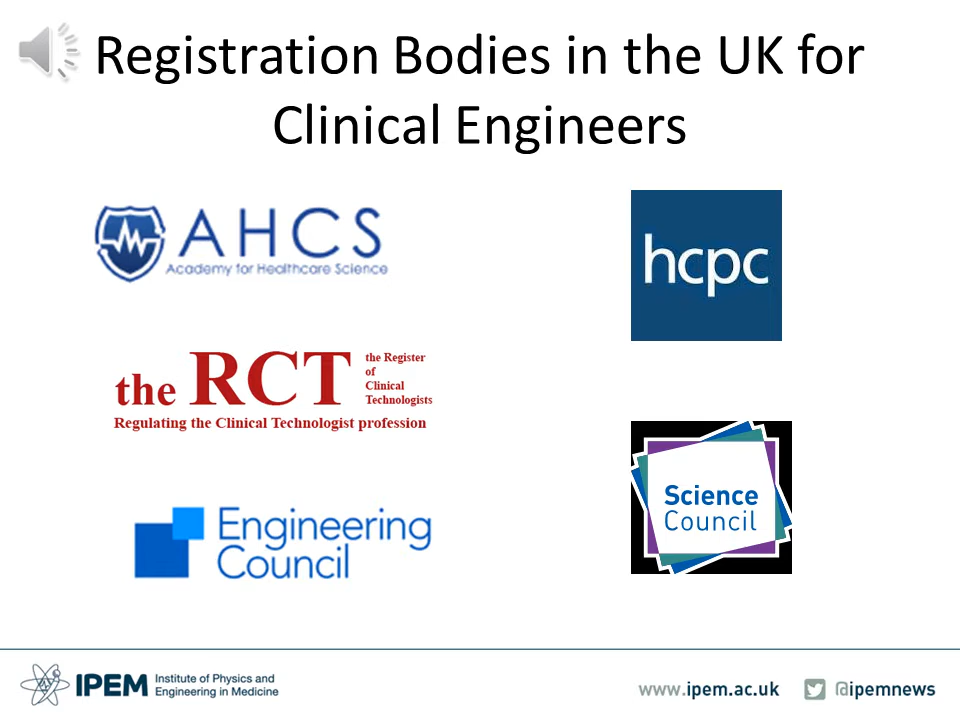 Registration Bodies in the UK for
Clinical Engineers
AHCS
Academy for Healthcare Science
hcpc
the RCT
the Register
of
Clinical
Technologists
Regulating the Clinical Technologist profession
Science
Council
Engineering
Council
IPEM
Institute of Physics and
Engineering in Medicine
www.ipem.ac.uk
@ipemnews